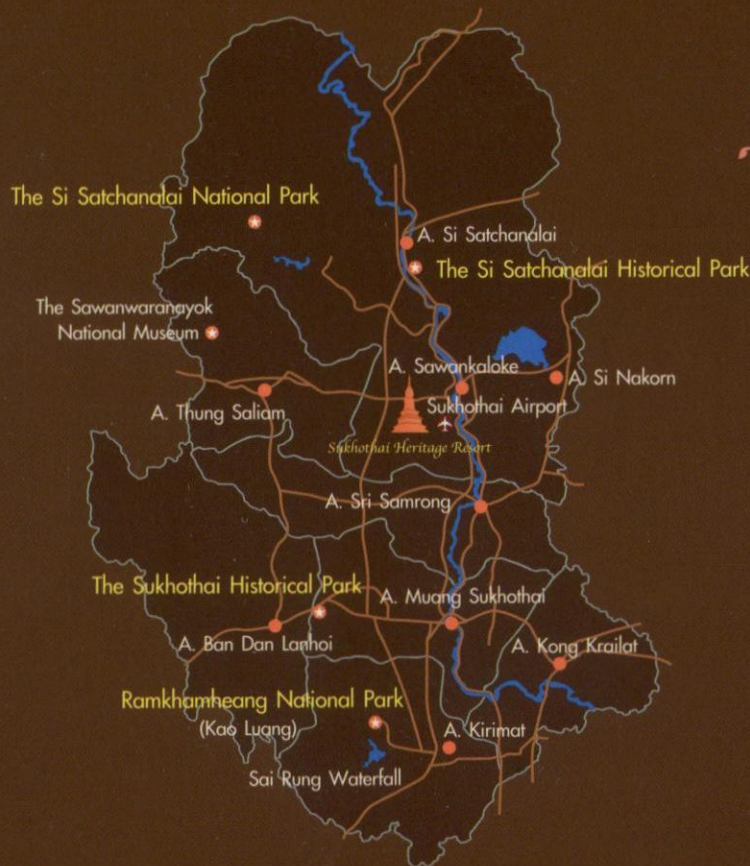 The Si Satchanalai National Park
A. Si Satchanalai
The Si Satchanalai Historical Park
The Sawanwaranayok
National Museum
A. Sawankaloke
A. Si Nakorn
A. Thung Saliam
Sukhothai Airport
Sukhothai Heritage Resort
A. Sri Samrong
The Sukhothai Historical Park
A. Muang Sukhothai
A. Ban Dan Lanhoi
A. Kong Krailat
Ramkhamheang National Park
(Kao Luang)
A. Kirimat
Sai Rung Waterfall